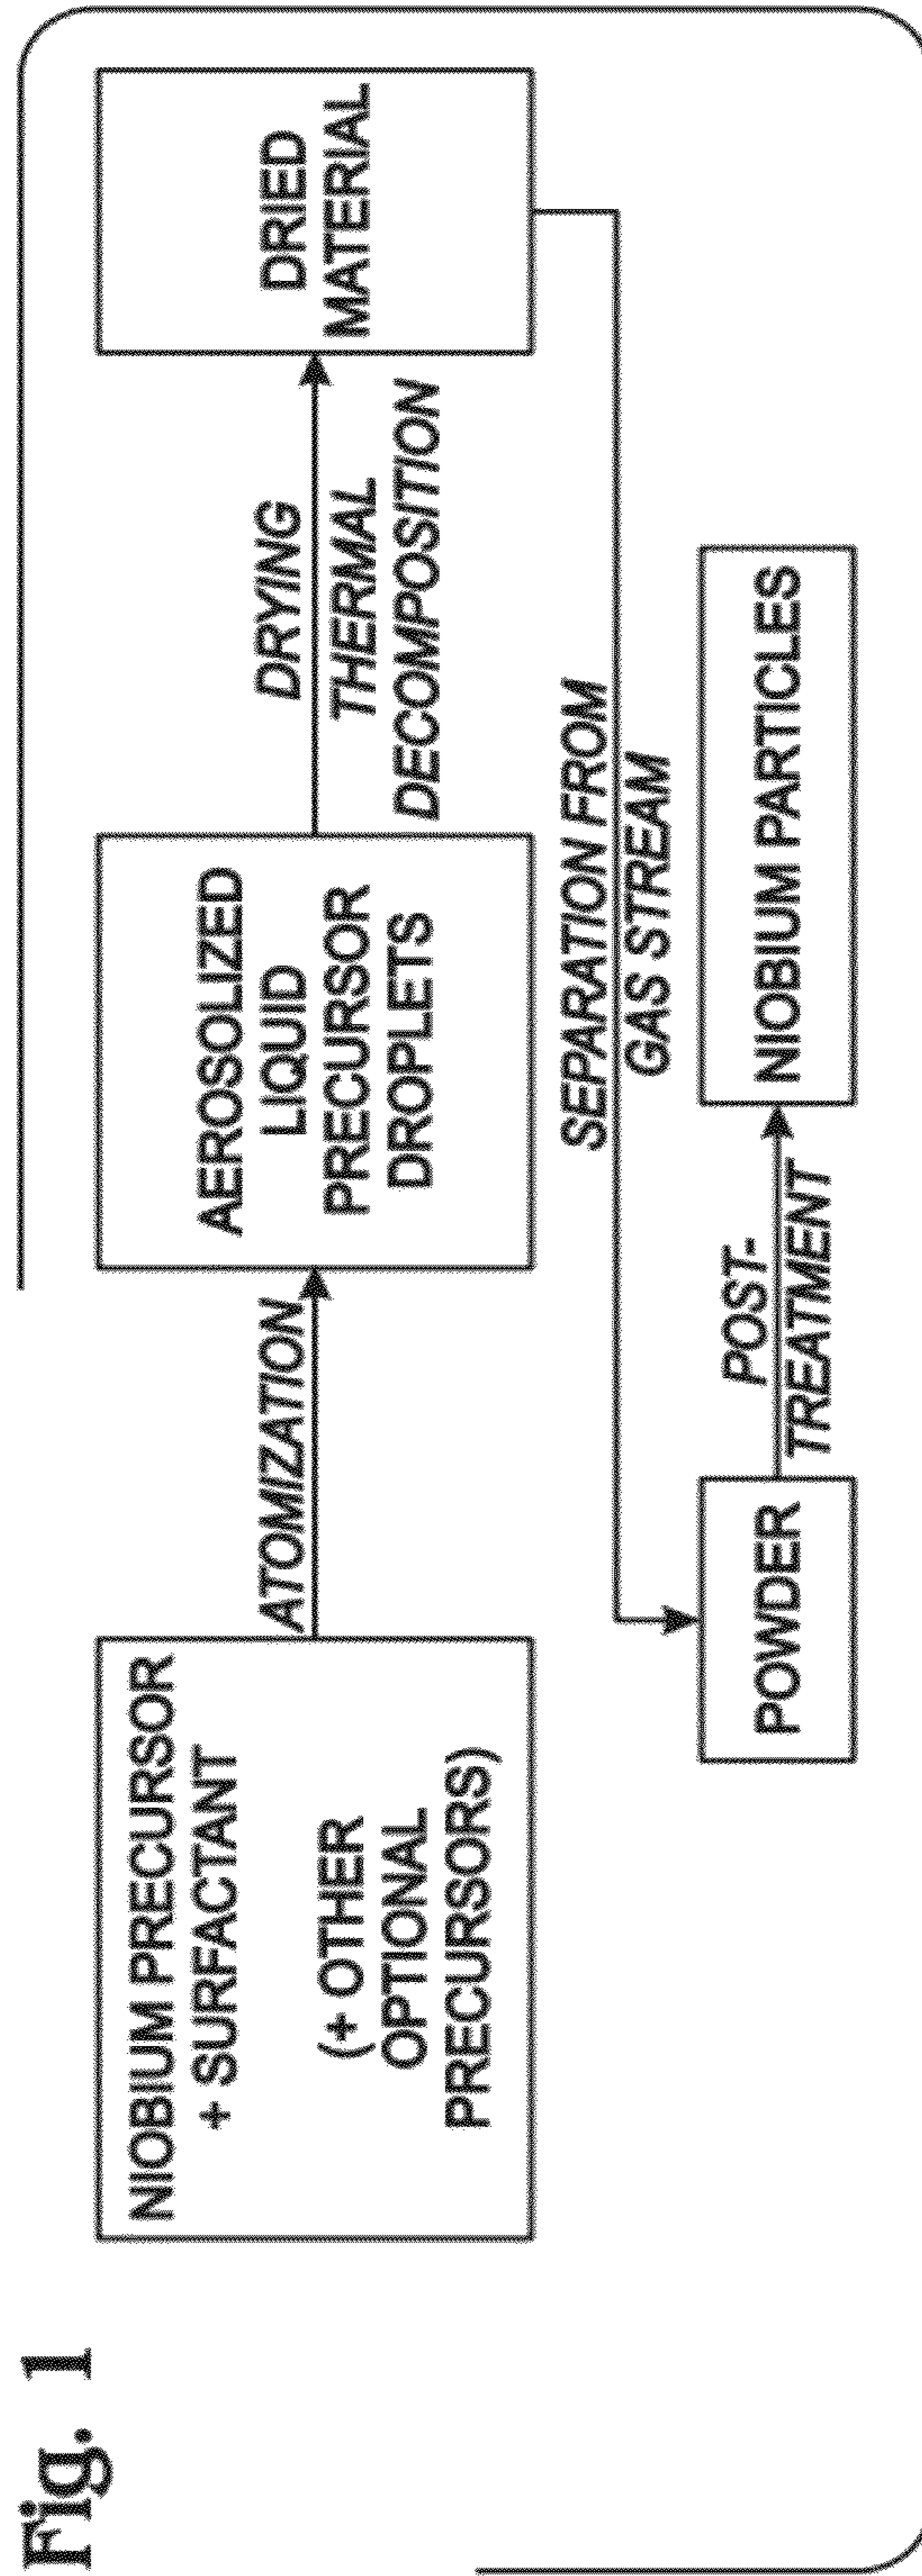 Fig. 1
NIOBIUM PRECURSOR
+ SURFACTANT
(+ OTHER
OPTIONAL
PRECURSORS)
ATOMIZATION
AEROSOLIZED
LIQUID
PRECURSOR
DROPLETS
DRYING
THERMAL
DECOMPOSITION
DRIED
MATERIAL
SEPARATION FROM
GAS STREAM
POWDER
POST-
TREATMENT
NIOBIUM PARTICLES